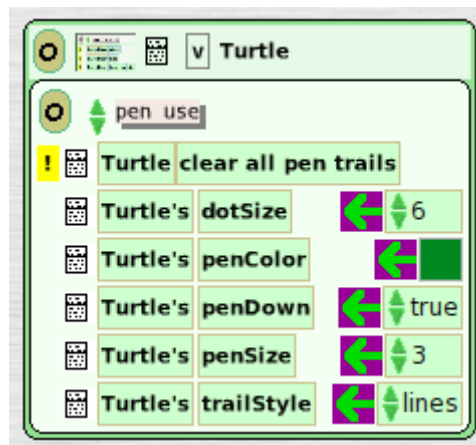 v Turtle
pen use
! Turtle clear all pen trails
Turtle's dotSize 6
Turtle's penColor
Turtle's penDown true
Turtle's penSize 3
Turtle's trailStyle lines